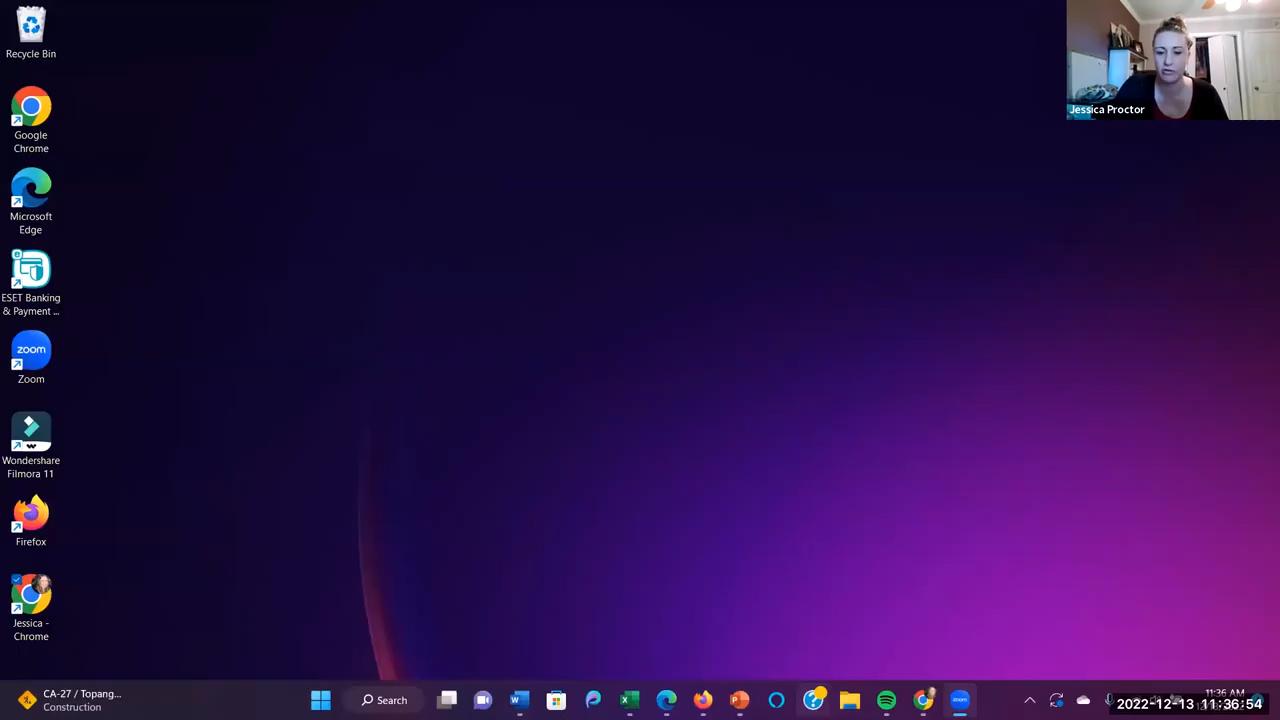 Recycle Bin
Google
Chrome
Microsoft
Edge
ESET Banking
& Payment ...
zoom
Zoom
Wondershare
Filmora 11
Firefox
Jessica -
Chrome
Jessica Proctor
CA-27 / Topang...
Construction
Search
zoom
11:36 AM
2022-12-13 11:36:54